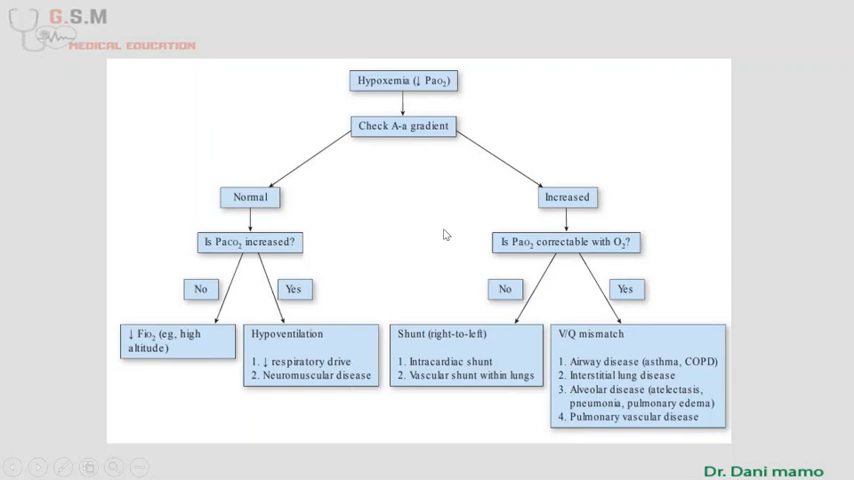 G.S.M
MEDICAL EDUCATION
Hypoxemia (↓ PaO₂)
Check A-a gradient
Normal
Increased
Is PaCO₂ increased?
Is PaO₂ correctable with O₂?
No
Yes
No
Yes
↓ FiO₂ (eg, high
altitude)
Hypoventilation
1. ↓ respiratory drive
2. Neuromuscular disease
Shunt (right-to-left)
1. Intracardiac shunt
2. Vascular shunt within lungs
V/Q mismatch
1. Airway disease (asthma, COPD)
2. Interstitial lung disease
3. Alveolar disease (atelectasis,
pneumonia, pulmonary edema)
4. Pulmonary vascular disease
Dr. Dani mamo